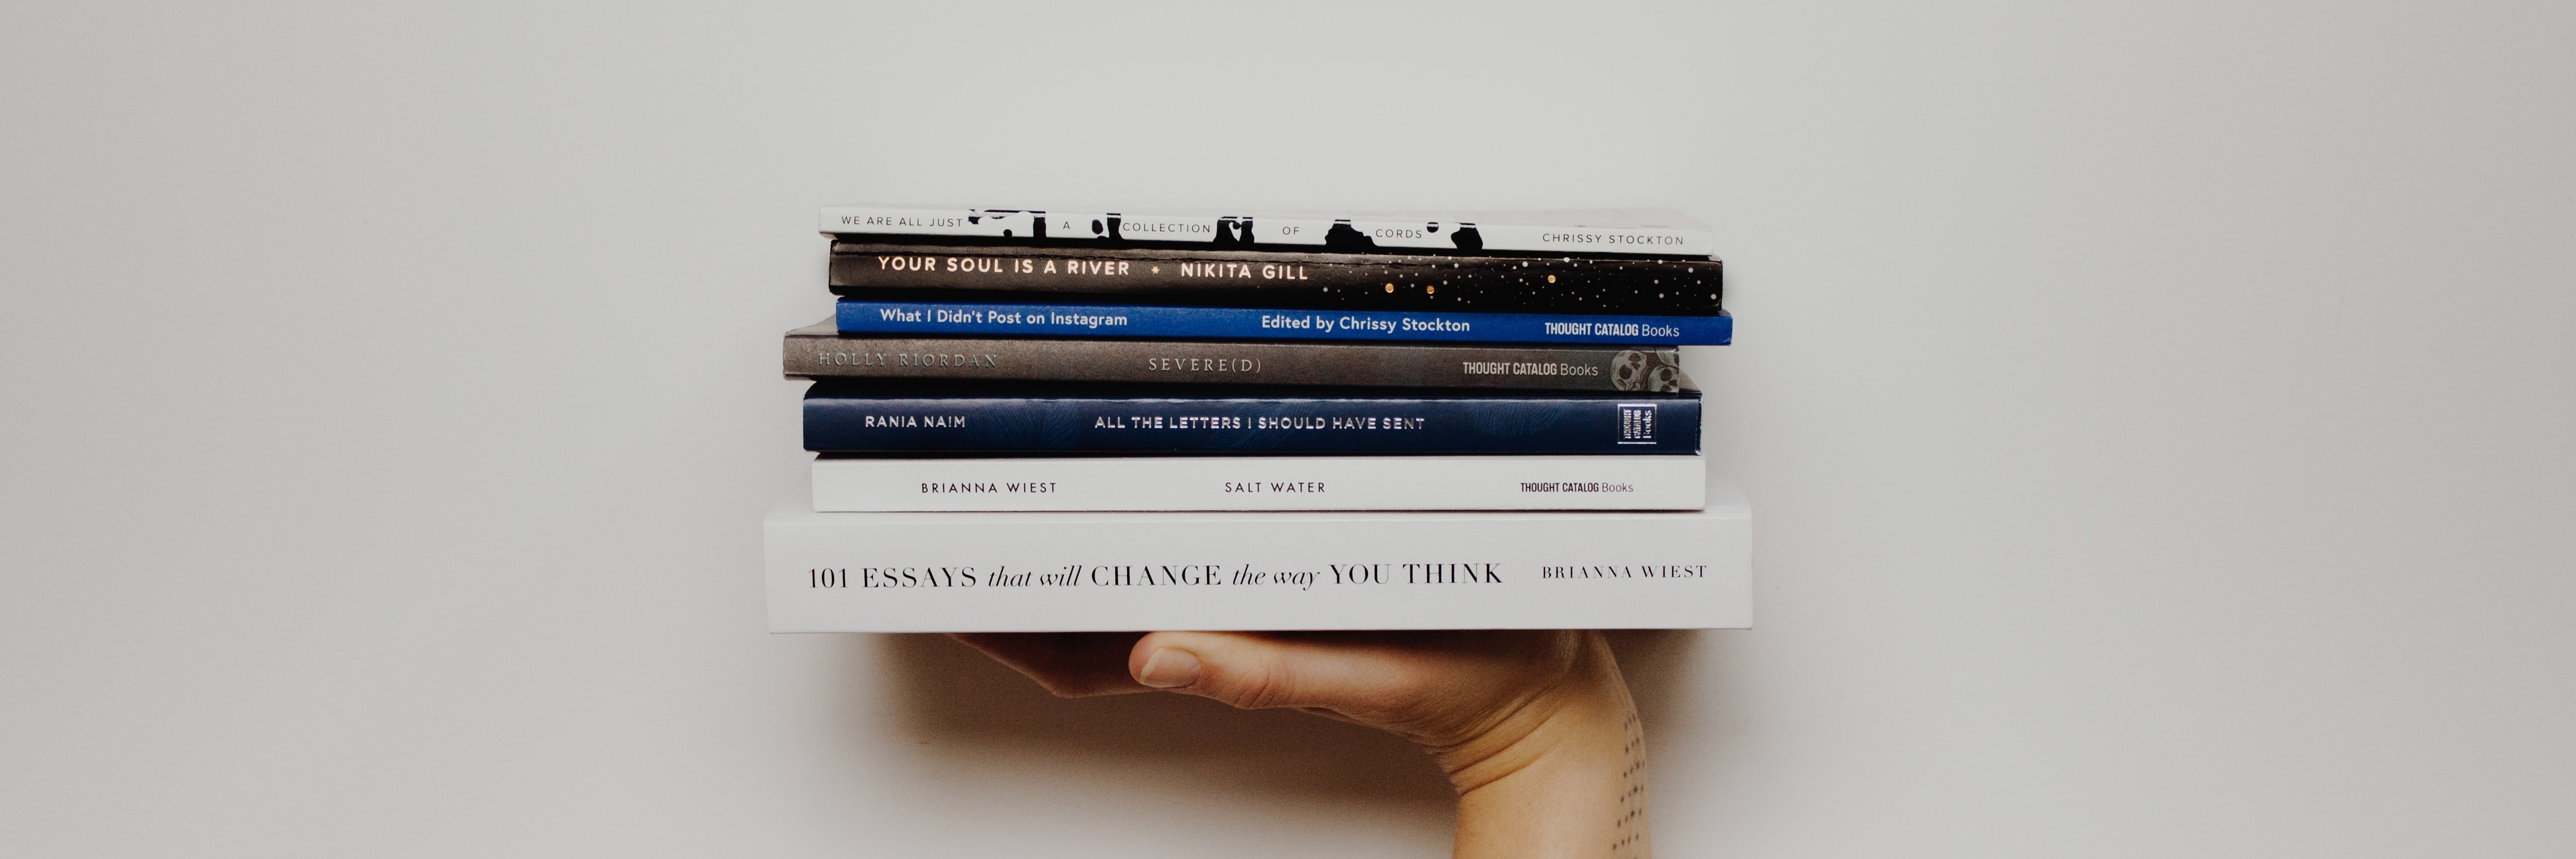 WE ARE ALL JUST A COLLECTION OF CORDS CHRISSY STOCKTON
YOUR SOUL IS A RIVER * NIKITA GILL
What I Didn't Post on Instagram Edited by Chrissy Stockton THOUGHT CATALOG Books
HOLLY RIORDAN SEVERE(D) THOUGHT CATALOG Books
RANIA NAIM ALL THE LETTERS I SHOULD HAVE SENT THOUGHT CATALOG Books
BRIANNA WIEST SALT WATER THOUGHT CATALOG Books
101 ESSAYS that will CHANGE the way YOU THINK BRIANNA WIEST